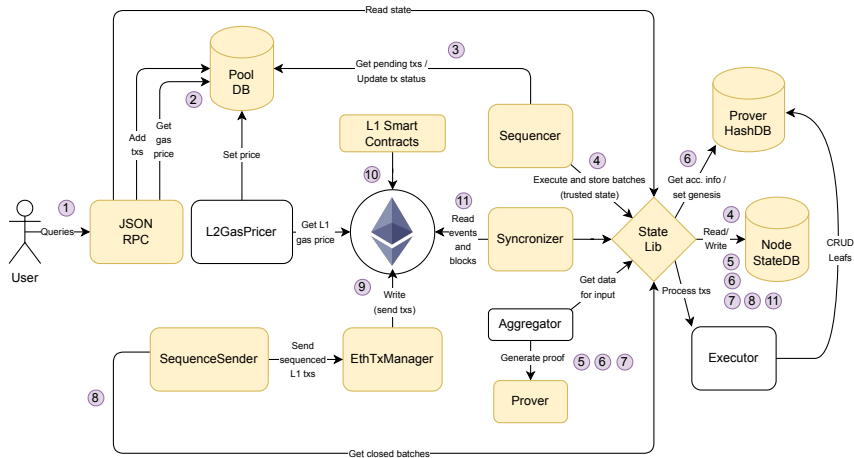 Read state
Pool
DB
3
Get pending txs /
Update tx status
2
Add
txs
Get
gas
price
Set price
L1 Smart
Contracts
10
Sequencer
4
Execute and store batches
(trusted state)
Prover
HashDB
6
Get acc. info /
set genesis
1
User
Queries
JSON
RPC
L2GasPricer
Get L1
gas price
11
Read
events
and
blocks
Syncronizer
State
Lib
4
Read/
Write
5
6
7
8
11
Node
StateDB
CRUD
Leafs
9
Write
(send txs)
Get data
for input
Process txs
Aggregator
Executor
SequenceSender
Send
sequenced
L1 txs
EthTxManager
Generate proof
5
6
7
Prover
8
Get closed batches